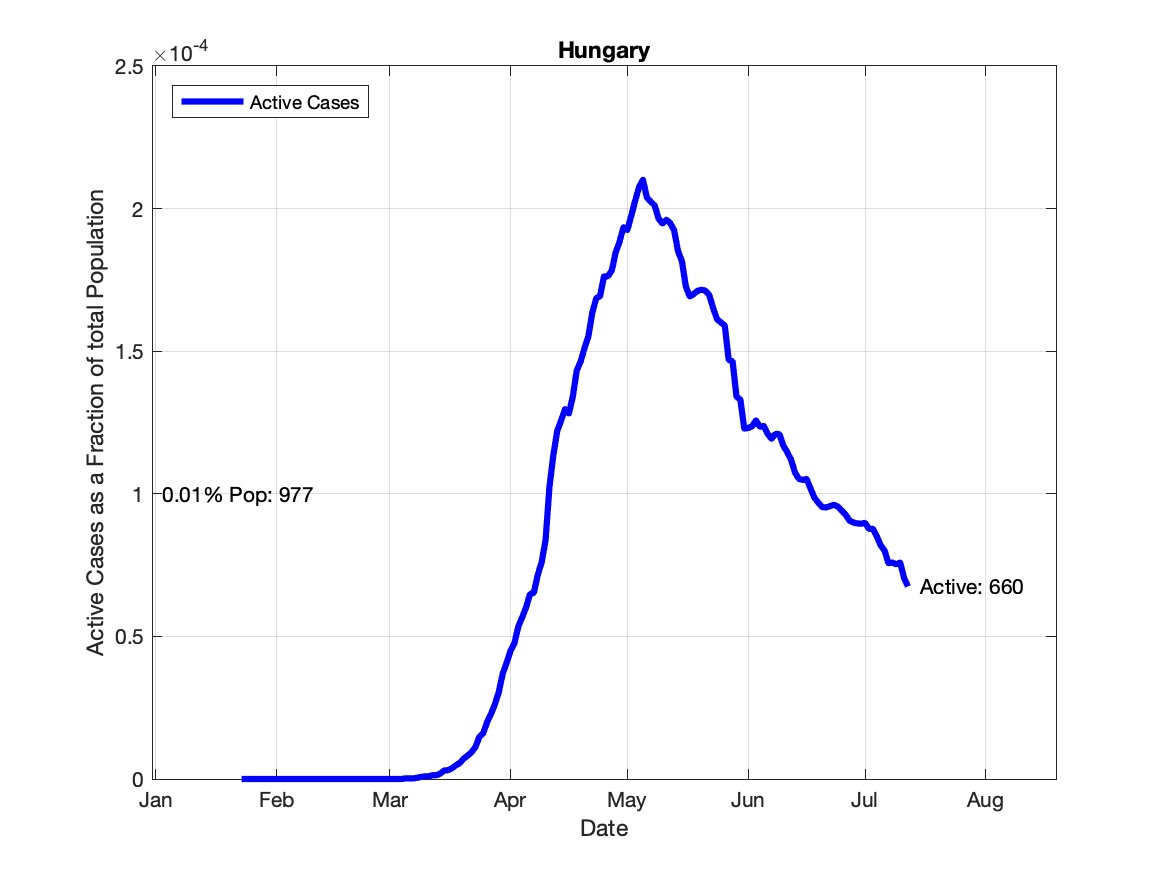 Hungary
×10-4
2.5
2
1.5
1
0.5
0
Active Cases as a Fraction of total Population
Active Cases
0.01% Pop: 977
Active: 660
Jan Feb Mar Apr May Jun Jul Aug
Date